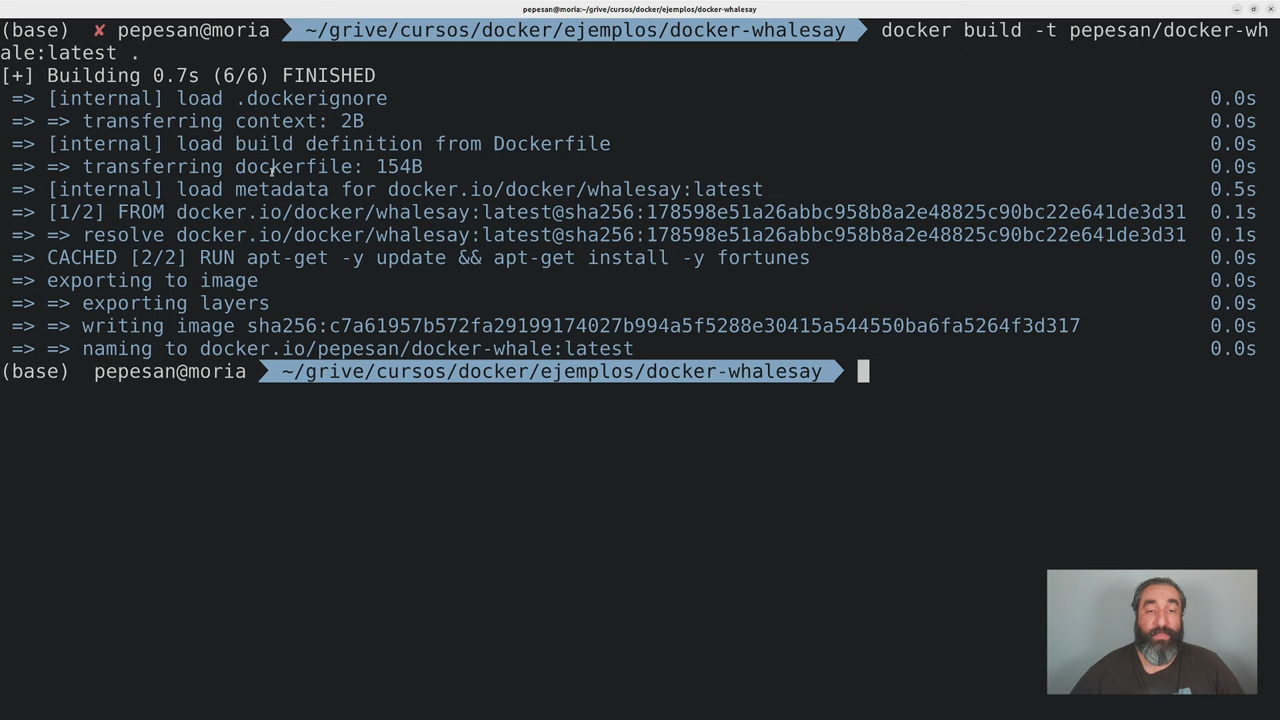 pepesan@moria:~/grive/cursos/docker/ejemplos/docker-whalesay
(base) ✘ pepesan@moria ~/grive/cursos/docker/ejemplos/docker-whalesay docker build -t pepesan/docker-wh
ale:latest .
[+] Building 0.7s (6/6) FINISHED
=> [internal] load .dockerignore 0.0s
=> => transferring context: 2B 0.0s
=> [internal] load build definition from Dockerfile 0.0s
=> => transferring dockerfile: 154B 0.0s
=> [internal] load metadata for docker.io/docker/whalesay:latest 0.5s
=> [1/2] FROM docker.io/docker/whalesay:latest@sha256:178598e51a26abbc958b8a2e48825c90bc22e641de3d31 0.1s
=> => resolve docker.io/docker/whalesay:latest@sha256:178598e51a26abbc958b8a2e48825c90bc22e641de3d31 0.1s
=> CACHED [2/2] RUN apt-get -y update && apt-get install -y fortunes 0.0s
=> exporting to image 0.0s
=> => exporting layers 0.0s
=> => writing image sha256:c7a61957b572fa29199174027b994a5f5288e30415a544550ba6fa5264f3d317 0.0s
=> => naming to docker.io/pepesan/docker-whale:latest 0.0s
(base) pepesan@moria ~/grive/cursos/docker/ejemplos/docker-whalesay